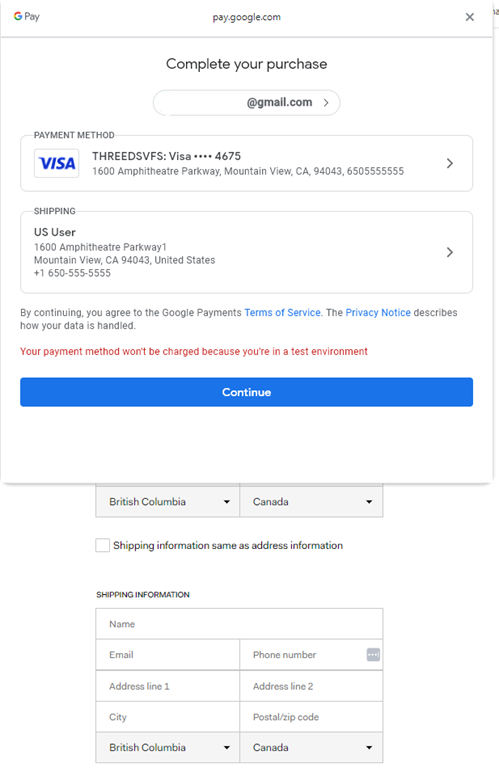 G Pay
pay.google.com
Complete your purchase
@gmail.com
PAYMENT METHOD
VISA
THREEDSVFS: Visa •••• 4675
1600 Amphitheatre Parkway, Mountain View, CA, 94043, 6505555555
SHIPPING
US User
1600 Amphitheatre Parkway1
Mountain View, CA 94043, United States
+1 650-555-5555
By continuing, you agree to the Google Payments Terms of Service. The Privacy Notice describes
how your data is handled.
Your payment method won't be charged because you're in a test environment
Continue
British Columbia Canada
Shipping information same as address information
SHIPPING INFORMATION
Name
Email Phone number
Address line 1 Address line 2
City Postal/zip code
British Columbia Canada